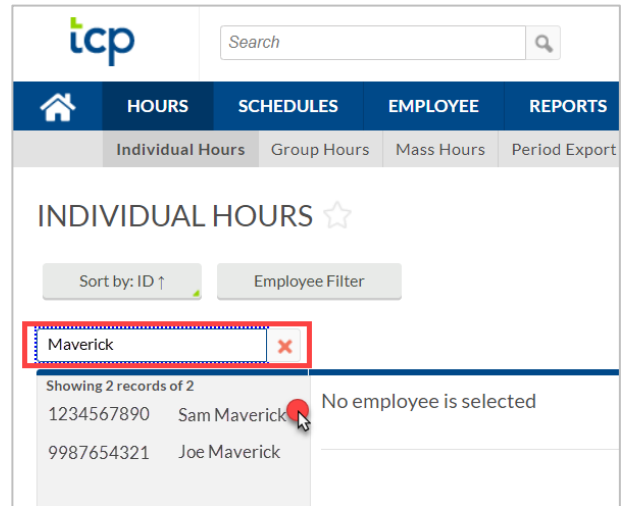 tcp
Search
HOURS SCHEDULES EMPLOYEE REPORTS
Individual Hours Group Hours Mass Hours Period Export
INDIVIDUAL HOURS
Sort by: ID ↑ Employee Filter
Maverick
Showing 2 records of 2
1234567890 Sam Maverick
No employee is selected
9987654321 Joe Maverick